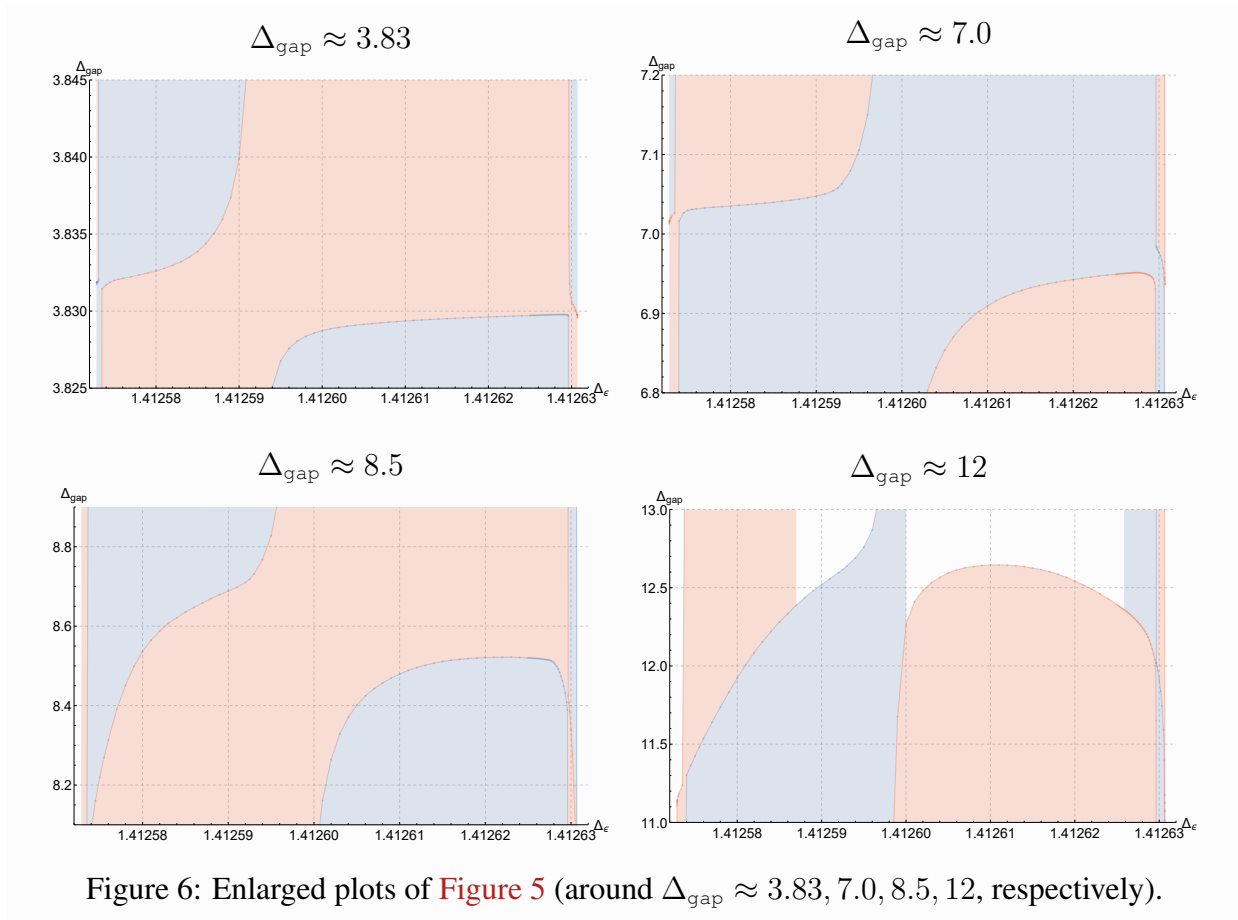 Δgap ≈ 3.83
Δgap
3.845
3.840
3.835
3.830
3.825
1.41258 1.41259 1.41260 1.41261 1.41262 1.41263
Δϵ
Δgap ≈ 7.0
Δgap
7.2
7.1
7.0
6.9
6.8
1.41258 1.41259 1.41260 1.41261 1.41262 1.41263
Δϵ
Δgap ≈ 8.5
Δgap
8.8
8.6
8.4
8.2
1.41258 1.41259 1.41260 1.41261 1.41262 1.41263
Δϵ
Δgap ≈ 12
Δgap
13.0
12.5
12.0
11.5
11.0
1.41258 1.41259 1.41260 1.41261 1.41262 1.41263
Δϵ
Figure 6: Enlarged plots of Figure 5 (around Δgap ≈ 3.83, 7.0, 8.5, 12, respectively).